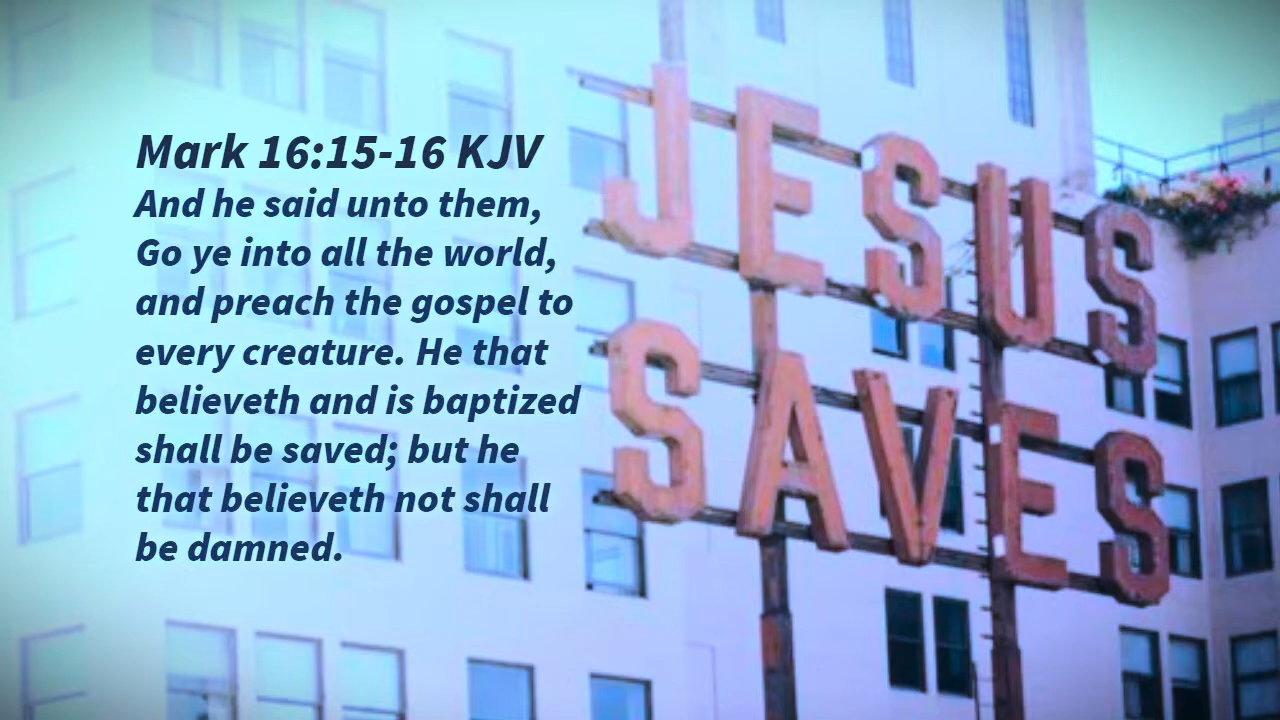 Mark 16:15-16 KJV
And he said unto them,
Go ye into all the world,
and preach the gospel to
every creature. He that
believeth and is baptized
shall be saved; but he
that believeth not shall
be damned.
JESUS
SAVES